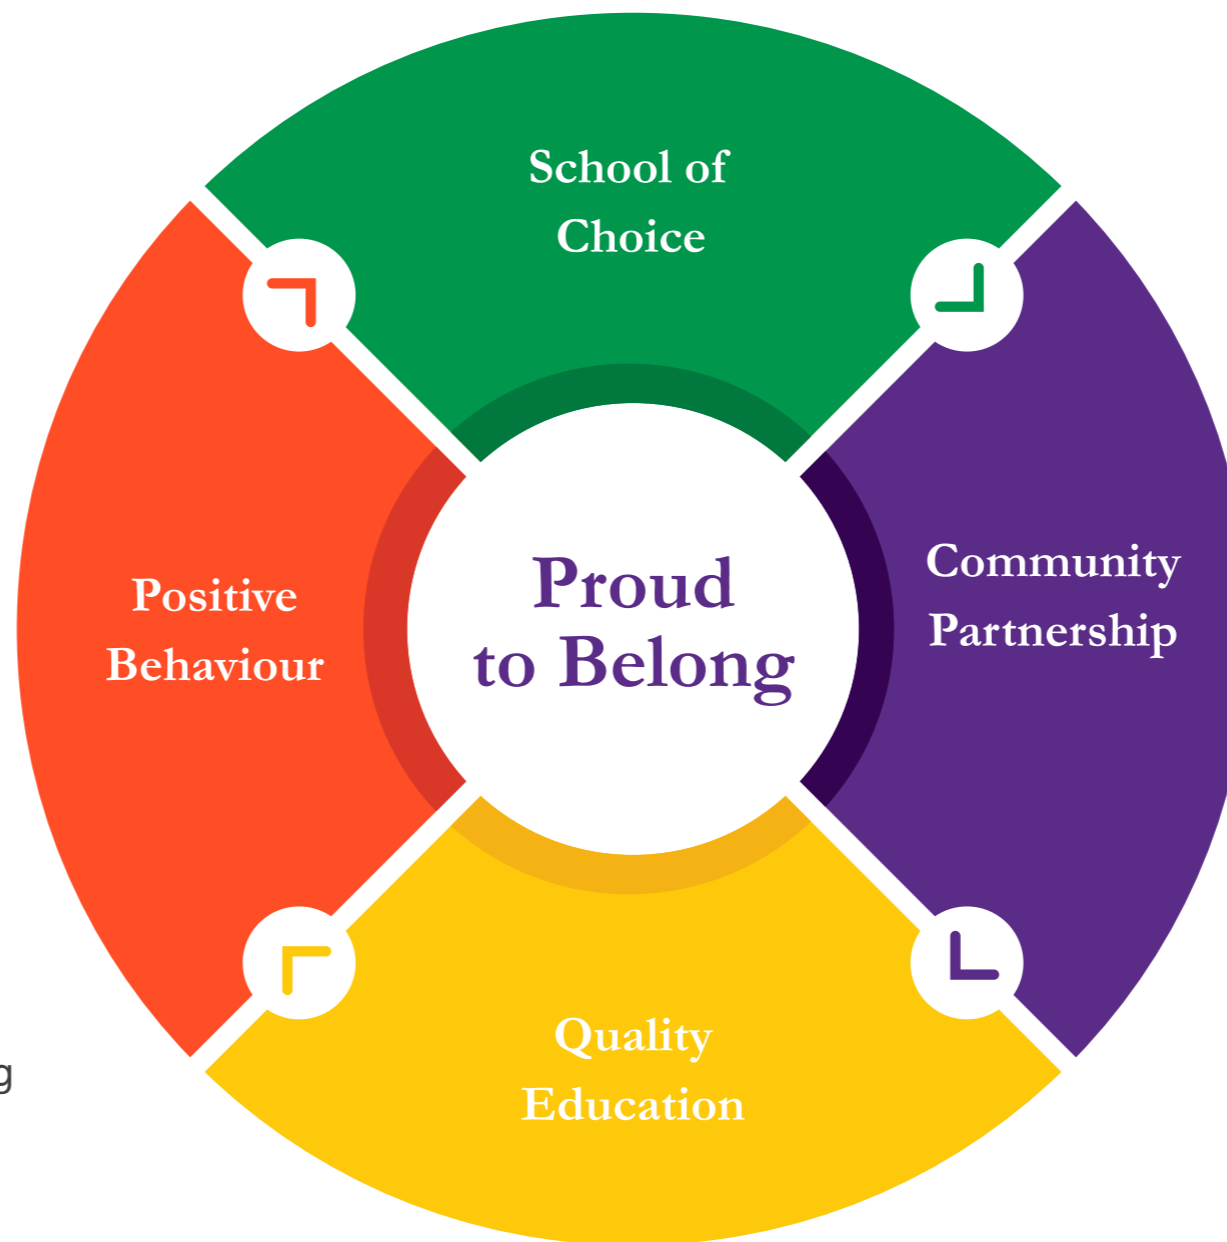 School of
Choice
Community
Partnership
Proud
to Belong
Positive
Behaviour
Quality
Education
g